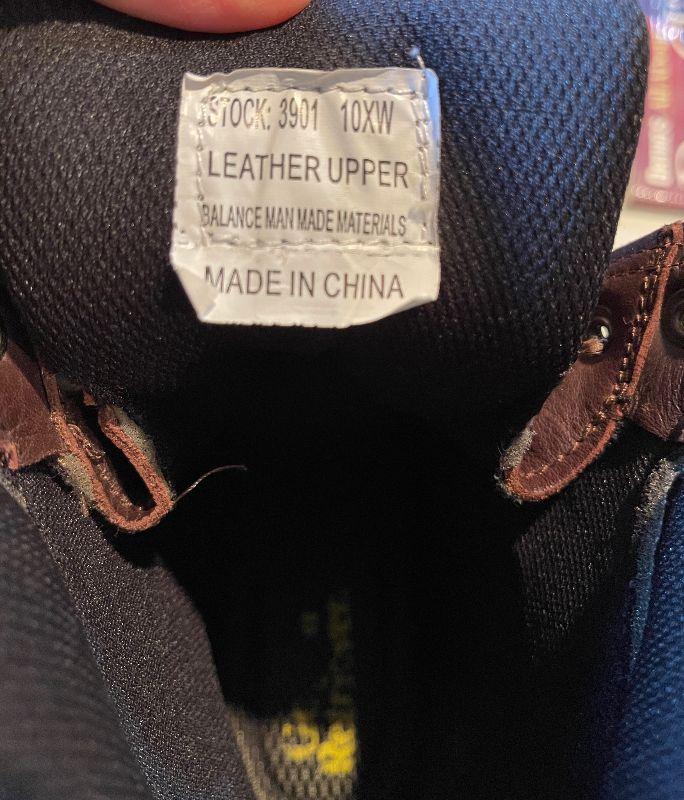 STOCK: 3901 10XW
LEATHER UPPER
BALANCE MAN MADE MATERIALS
MADE IN CHINA